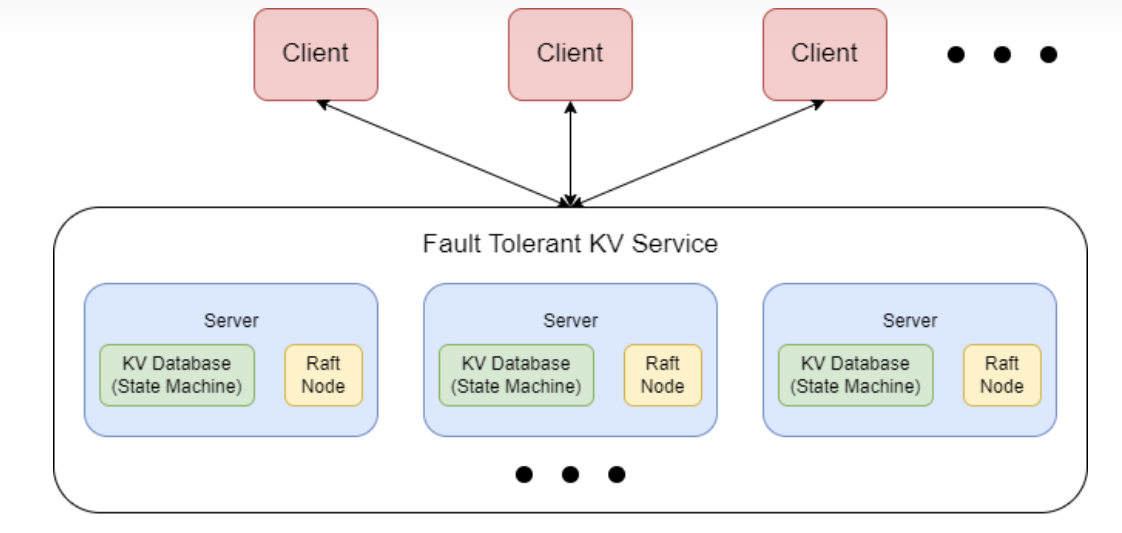 Client
Client
Client
Fault Tolerant KV Service
Server
KV Database
(State Machine)
Raft
Node
Server
KV Database
(State Machine)
Raft
Node
Server
KV Database
(State Machine)
Raft
Node